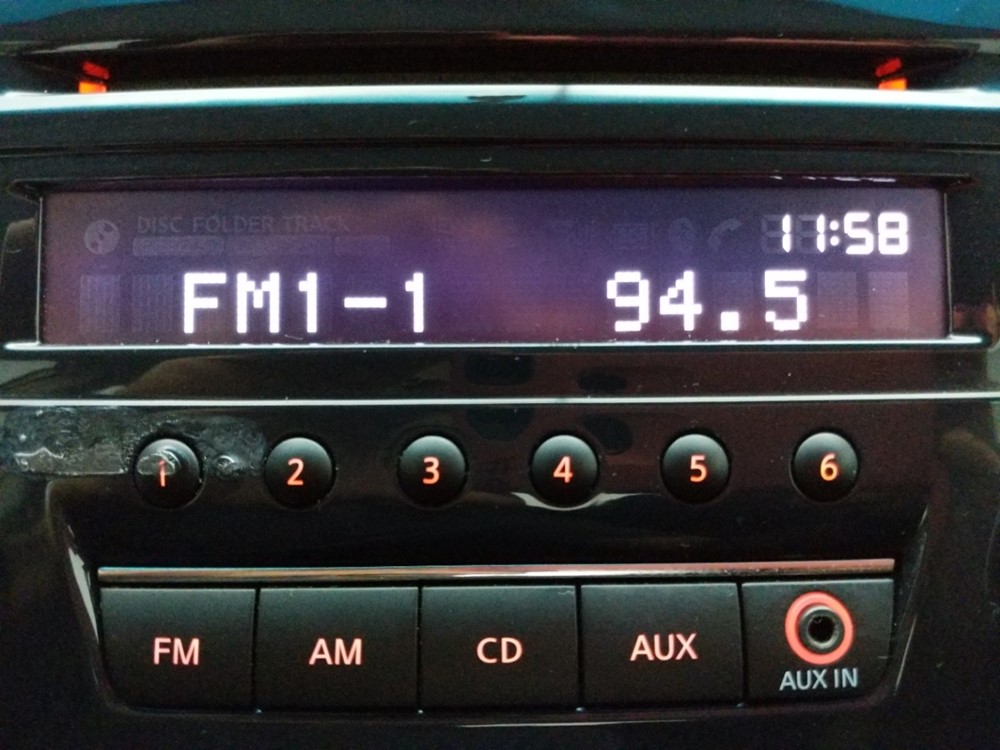 DISC FOLDER TRACK
11:58
FM1-1 94.5
1 2 3 4 5 6
FM AM CD AUX
AUX IN